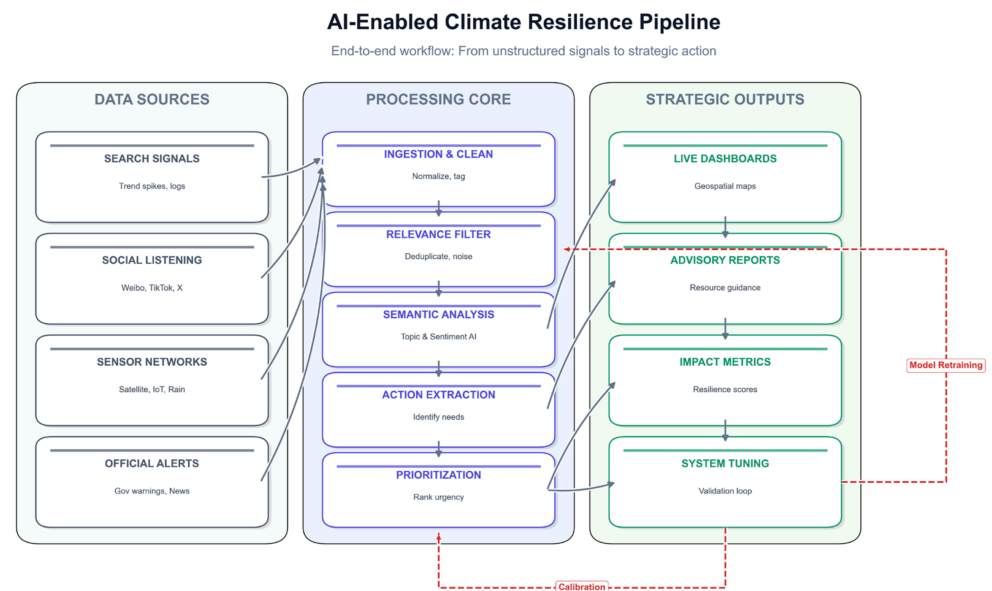 AI-Enabled Climate Resilience Pipeline
End-to-end workflow: From unstructured signals to strategic action
DATA SOURCES
SEARCH SIGNALS
Trend spikes, logs
SOCIAL LISTENING
Weibo, TikTok, X
SENSOR NETWORKS
Satellite, IoT, Rain
OFFICIAL ALERTS
Gov warnings, News
PROCESSING CORE
INGESTION & CLEAN
Normalize, tag
RELEVANCE FILTER
Deduplicate, noise
SEMANTIC ANALYSIS
Topic & Sentiment AI
ACTION EXTRACTION
Identify needs
PRIORITIZATION
Rank urgency
STRATEGIC OUTPUTS
LIVE DASHBOARDS
Geospatial maps
ADVISORY REPORTS
Resource guidance
IMPACT METRICS
Resilience scores
SYSTEM TUNING
Validation loop
Model Retraining
Calibration